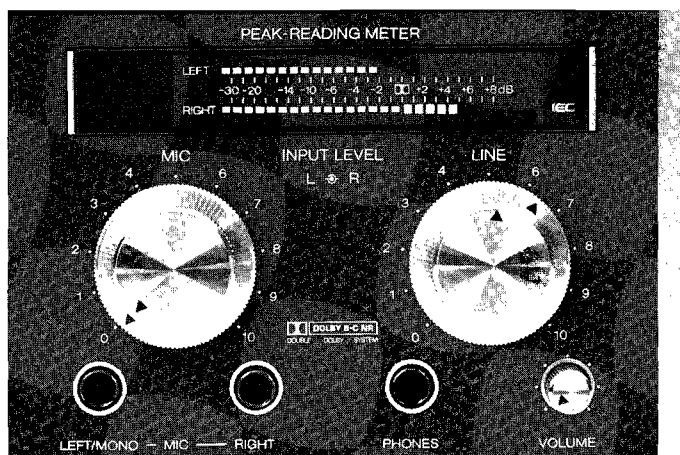 PEAK-READING METER
LEFT
-30 -20 -14 -10 -8 -6 -4 -2 +2 +4 +6 +8dB
RIGHT
IEC
MIC INPUT LEVEL LINE
L R
0 1 2 3 4 6 7 8 9 10
0 1 2 3 4 6 7 8 9 10
DOLBY B-C NR
DOUBLE DOLBY SYSTEM
LEFT/MONO – MIC — RIGHT
PHONES
VOLUME